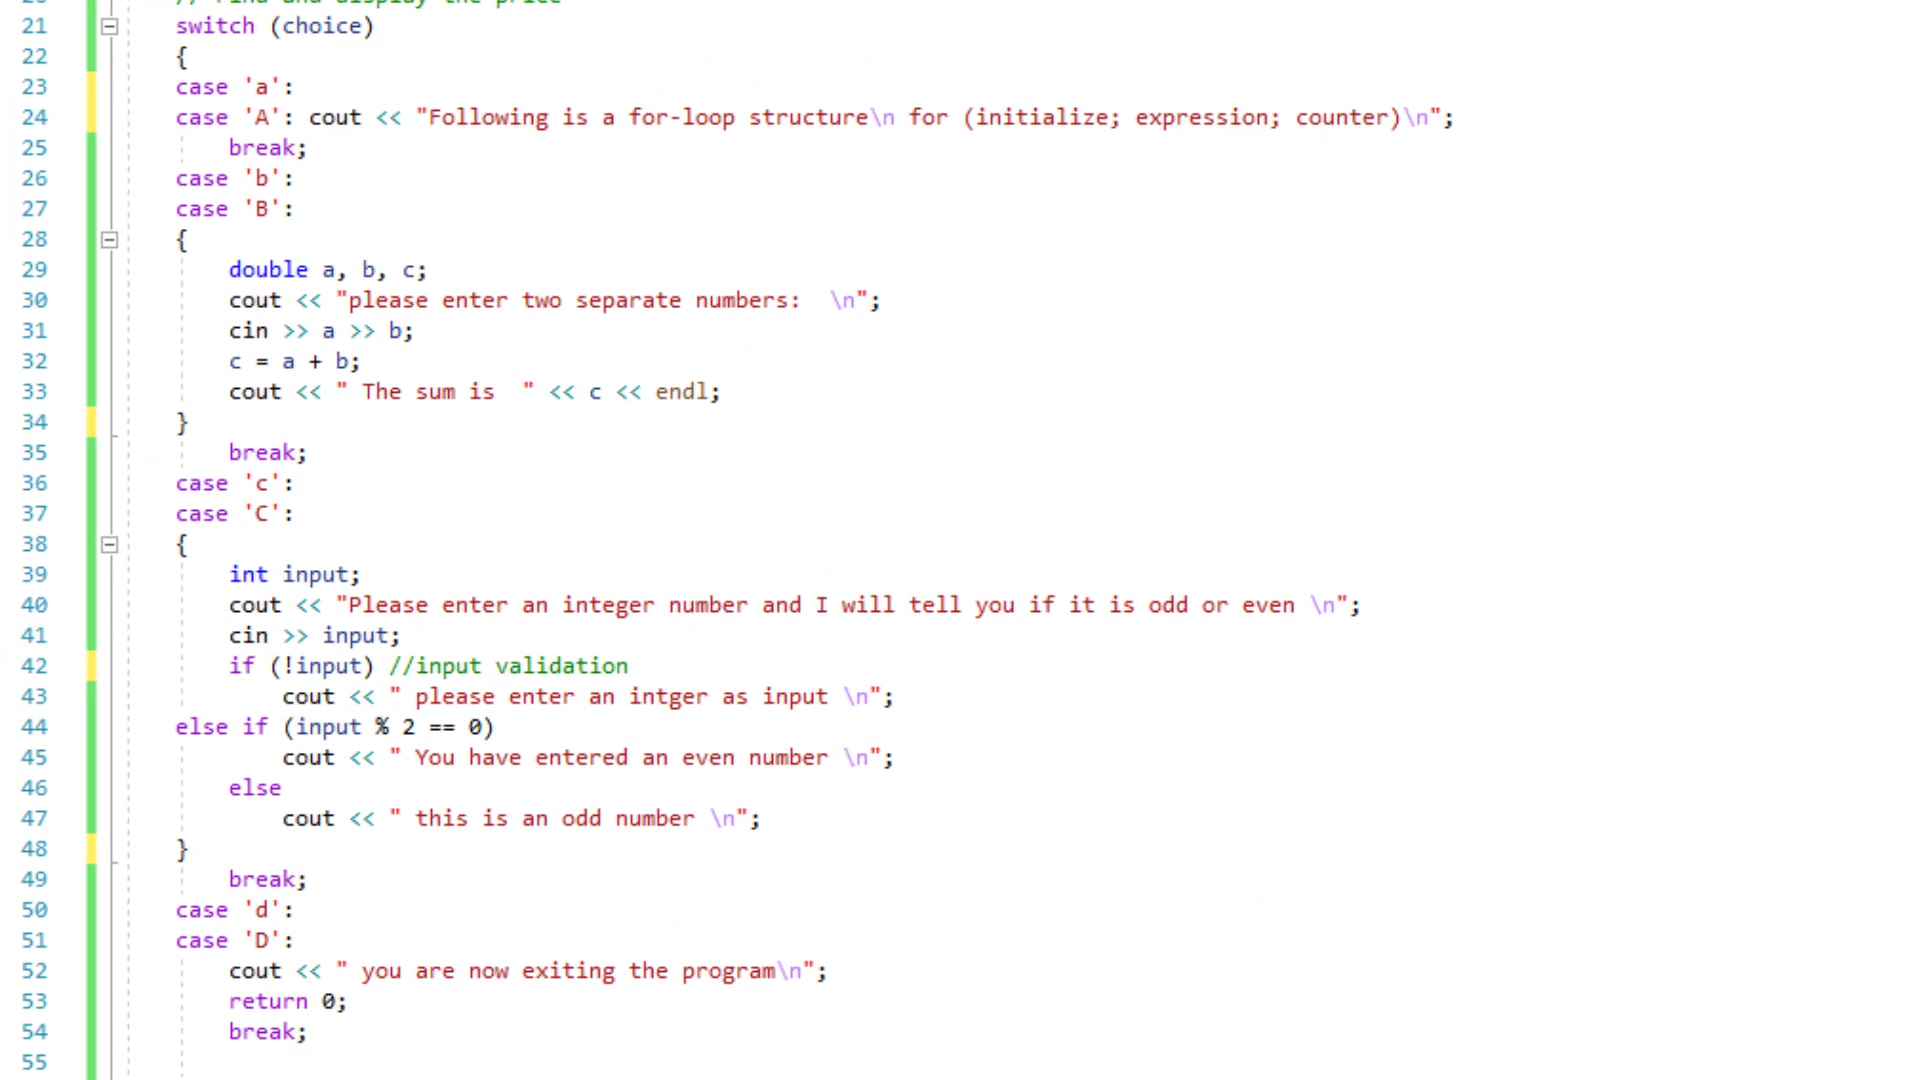 20 // Find and display the price
21 switch (choice)
22 {
23 case 'a':
24 case 'A': cout << "Following is a for-loop structure\n for (initialize; expression; counter)\n";
25 break;
26 case 'b':
27 case 'B':
28 {
29 double a, b, c;
30 cout << "please enter two separate numbers:  \n";
31 cin >> a >> b;
32 c = a + b;
33 cout << " The sum is  " << c << endl;
34 }
35 break;
36 case 'c':
37 case 'C':
38 {
39 int input;
40 cout << "Please enter an integer number and I will tell you if it is odd or even \n";
41 cin >> input;
42 if (!input) //input validation
43 cout << " please enter an intger as input \n";
44 else if (input % 2 == 0)
45 cout << " You have entered an even number \n";
46 else
47 cout << " this is an odd number \n";
48 }
49 break;
50 case 'd':
51 case 'D':
52 cout << " you are now exiting the program\n";
53 return 0;
54 break;
55